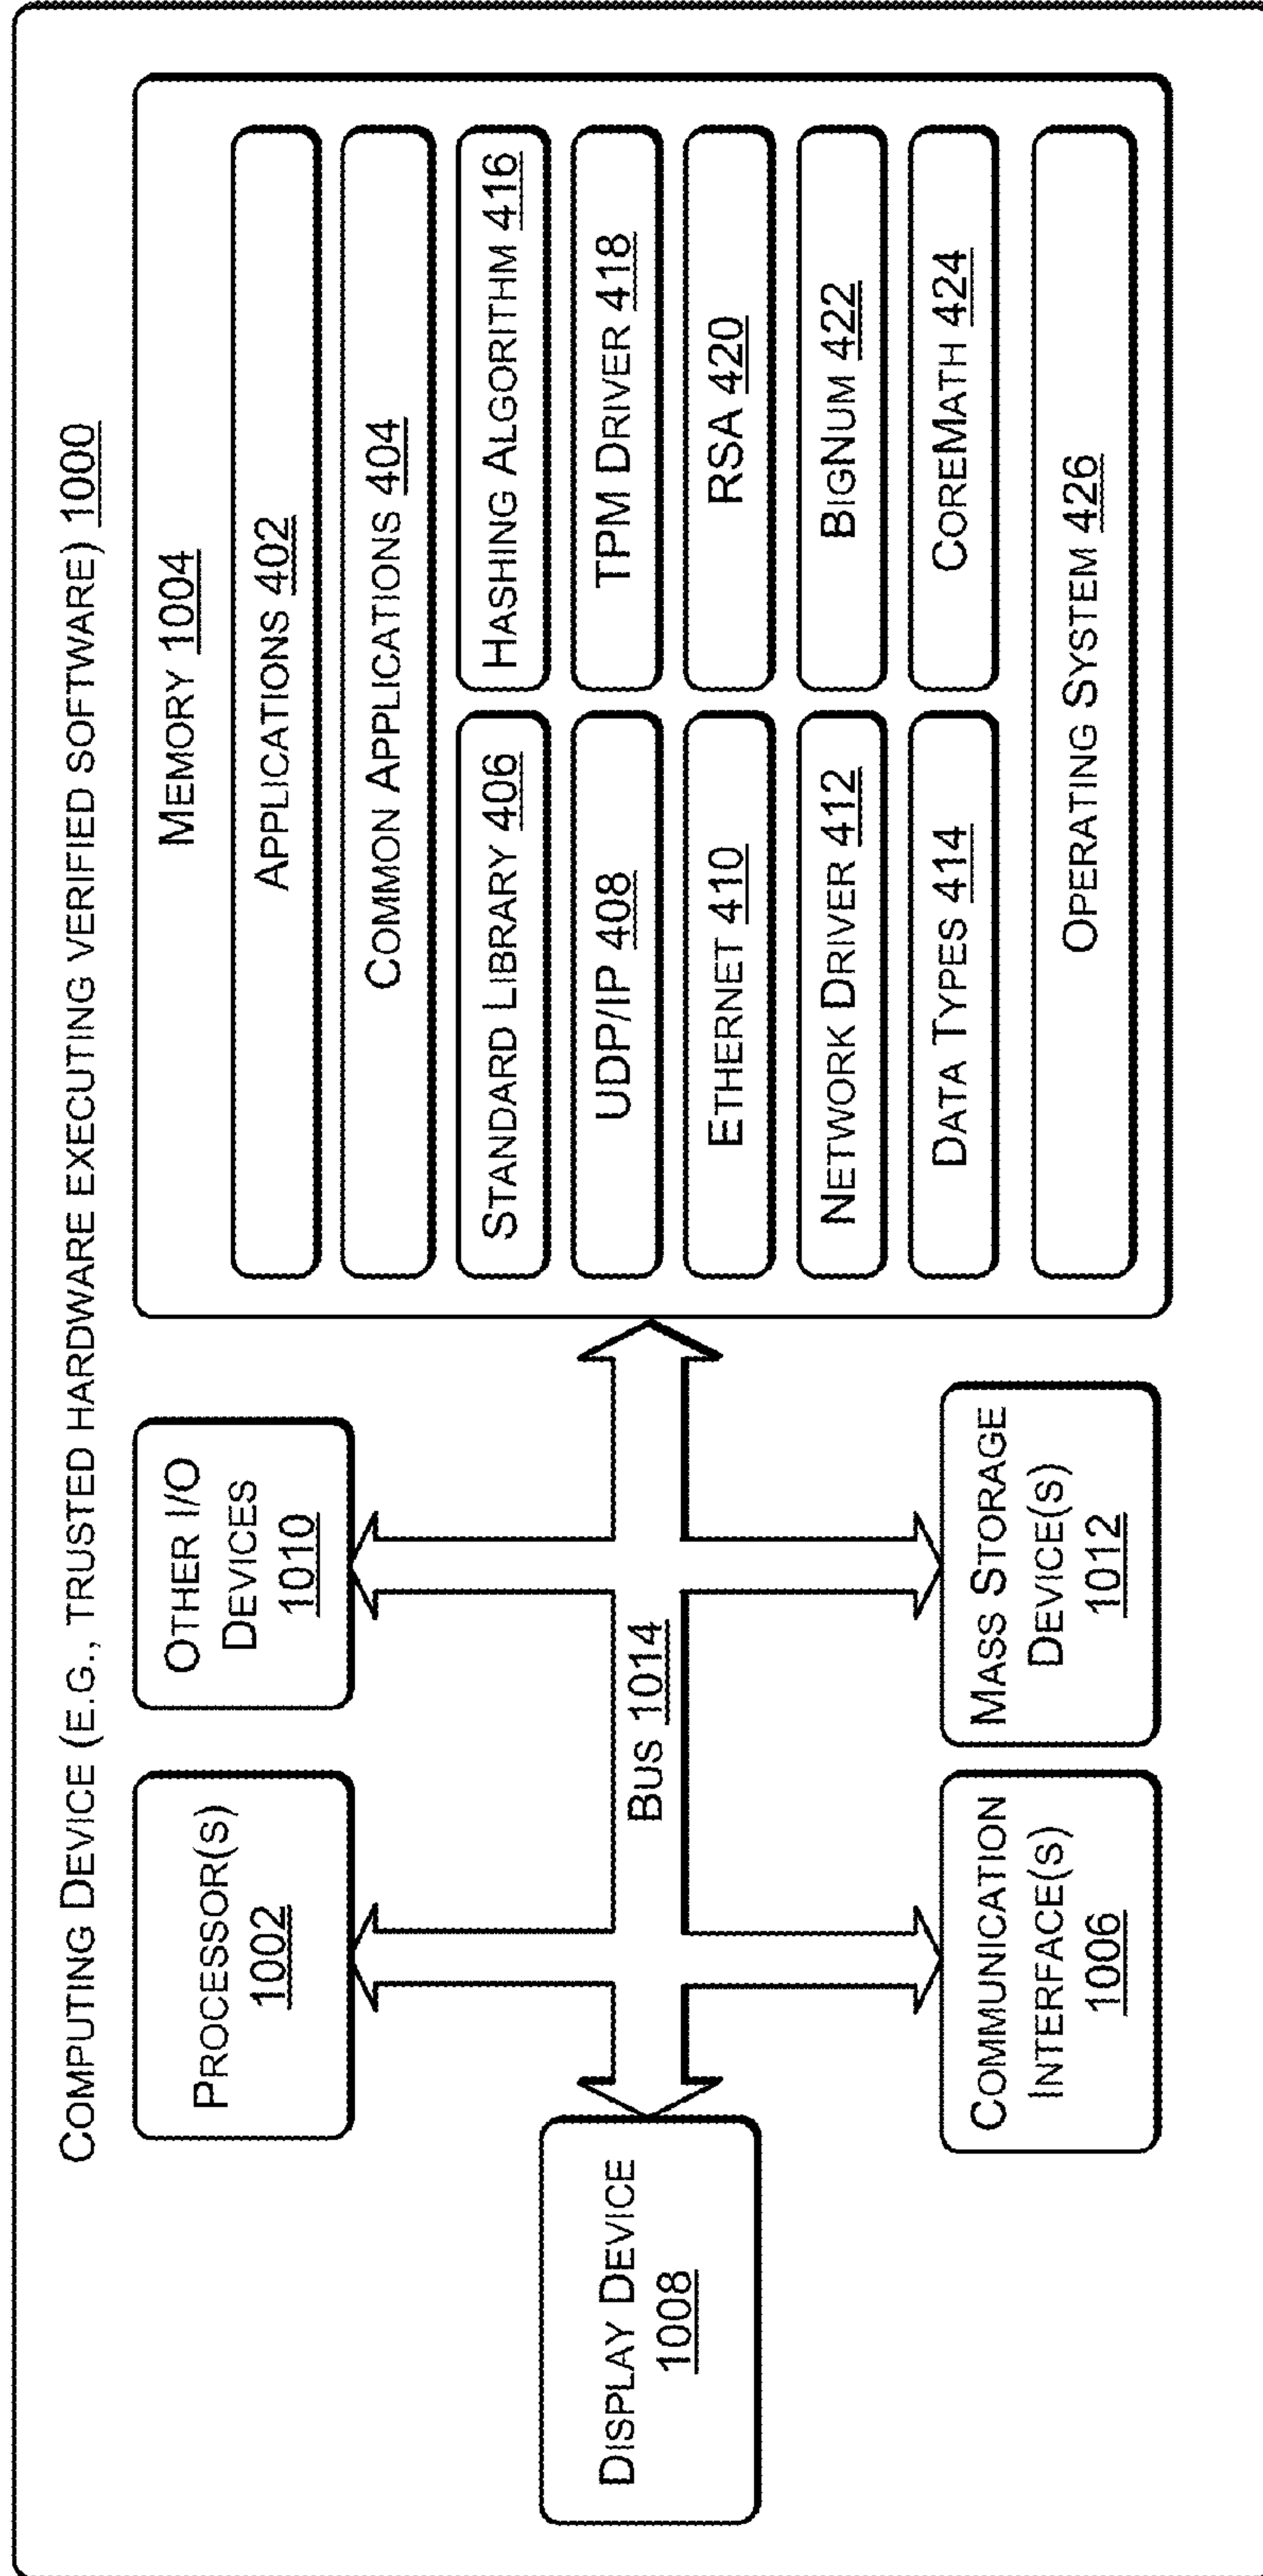 COMPUTING DEVICE (E.G., TRUSTED HARDWARE EXECUTING VERIFIED SOFTWARE) 1000
PROCESSOR(S)
1002
OTHER I/O
DEVICES
1010
DISPLAY DEVICE
1008
BUS 1014
COMMUNICATION
INTERFACE(S)
1006
MASS STORAGE
DEVICE(S)
1012
MEMORY 1004
APPLICATIONS 402
COMMON APPLICATIONS 404
STANDARD LIBRARY 406
HASHING ALGORITHM 416
UDP/IP 408
TPM DRIVER 418
ETHERNET 410
RSA 420
NETWORK DRIVER 412
BIGNUM 422
DATA TYPES 414
COREMATH 424
OPERATING SYSTEM 426